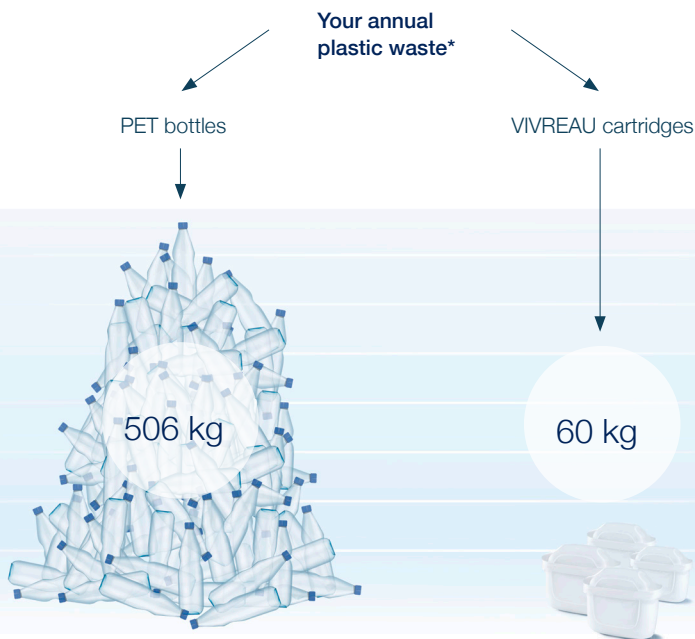 Your annual
plastic waste*
PET bottles
VIVREAU cartridges
506 kg
60 kg